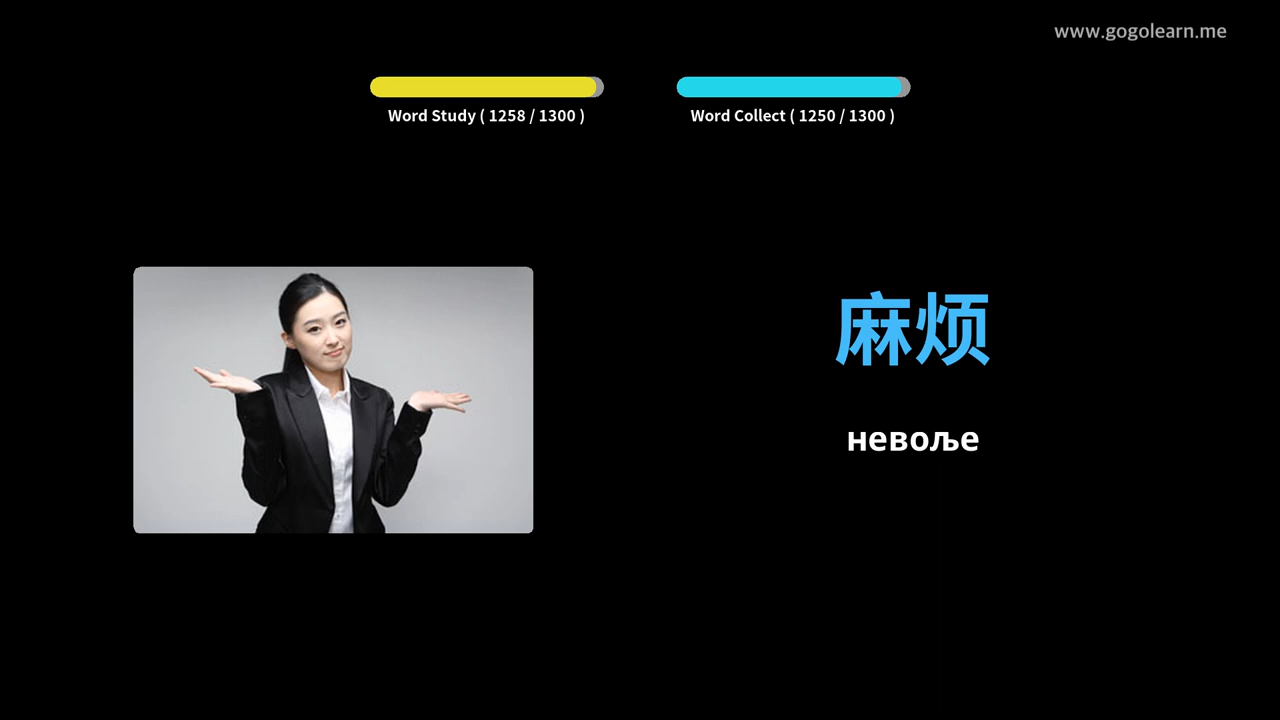 www.gogolearn.me
Word Study ( 1258 / 1300 )
Word Collect ( 1250 / 1300 )
麻烦
невоље